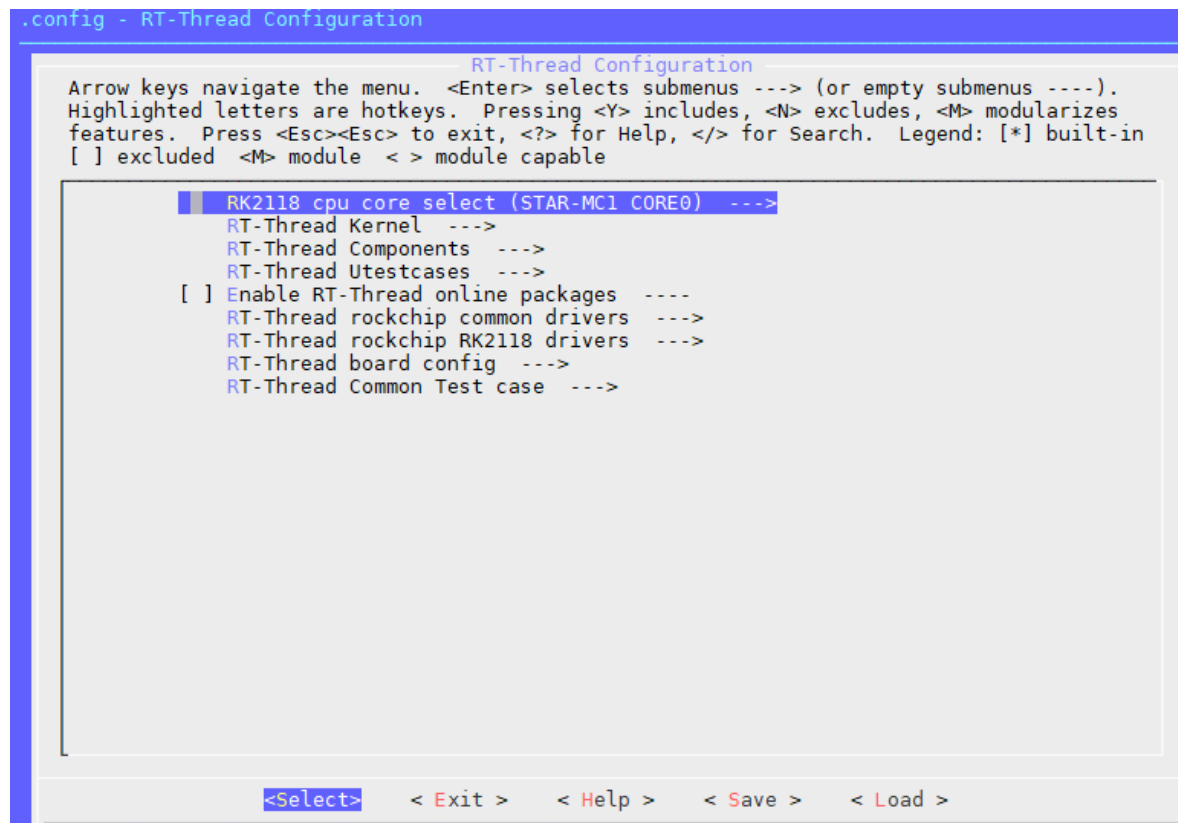 .config - RT-Thread Configuration
RT-Thread Configuration
Arrow keys navigate the menu.  <Enter> selects submenus ---> (or empty submenus ----).
Highlighted letters are hotkeys.  Pressing <Y> includes, <N> excludes, <M> modularizes
features.  Press <Esc><Esc> to exit, <?> for Help, </> for Search.  Legend: [*] built-in
[ ] excluded  <M> module  < > module capable
RK2118 cpu core select (STAR-MC1 CORE0)  --->
RT-Thread Kernel  --->
RT-Thread Components  --->
RT-Thread Utestcases  --->
[ ] Enable RT-Thread online packages  ----
RT-Thread rockchip common drivers  --->
RT-Thread rockchip RK2118 drivers  --->
RT-Thread board config  --->
RT-Thread Common Test case  --->
<Select>    < Exit >    < Help >    < Save >    < Load >